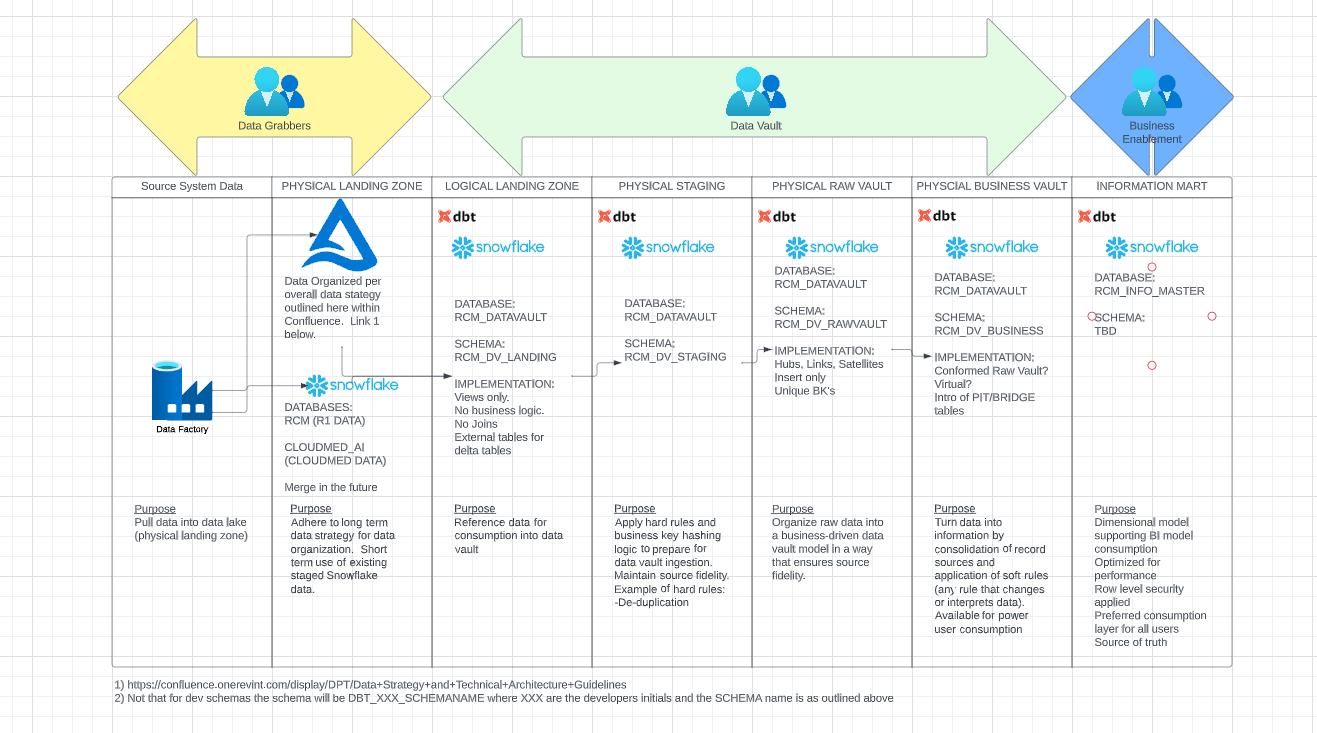 Data Grabbers
Data Vault
Business
Enablement
Source System Data
PHYSICAL LANDING ZONE
LOGICAL LANDING ZONE
PHYSICAL STAGING
PHYSICAL RAW VAULT
PHYSCIAL BUSINESS VAULT
INFORMATION MART
Data Factory
Purpose
Pull data into data lake
(physical landing zone)
Data Organized per
overall data stategy
outlined here within
Confluence. Link 1
below.
snowflake
DATABASES:
RCM (R1 DATA)
CLOUDMED_AI
(CLOUDMED DATA)
Merge in the future
Purpose
Adhere to long term
data strategy for data
organization. Short
term use of existing
staged Snowflake
data.
dbt
snowflake
DATABASE:
RCM_DATAVAULT
SCHEMA:
RCM_DV_LANDING
IMPLEMENTATION:
Views only.
No business logic.
No Joins
External tables for
delta tables
Purpose
Reference data for
consumption into data
vault
dbt
snowflake
DATABASE:
RCM_DATAVAULT
SCHEMA:
RCM_DV_STAGING
Purpose
Apply hard rules and
business key hashing
logic to prepare for
data vault ingestion.
Maintain source fidelity.
Example of hard rules:
-De-duplication
dbt
snowflake
DATABASE:
RCM_DATAVAULT
SCHEMA:
RCM_DV_RAWVAULT
IMPLEMENTATION:
Hubs, Links, Satellites
Insert only
Unique BK's
Purpose
Organize raw data into
a business-driven data
vault model in a way
that ensures source
fidelity.
dbt
snowflake
DATABASE:
RCM_DATAVAULT
SCHEMA:
RCM_DV_BUSINESS
IMPLEMENTATION:
Conformed Raw Vault?
Virtual?
Intro of PIT/BRIDGE
tables
Purpose
Turn data into
information by
consolidation of record
sources and
application of soft rules
(any rule that changes
or interprets data).
Available for power
user consumption
dbt
snowflake
DATABASE:
RCM_INFO_MASTER
SCHEMA:
TBD
Purpose
Dimensional model
supporting BI model
consumption
Optimized for
performance
Row level security
applied
Preferred consumption
layer for all users
Source of truth
1) https://confluence.onerevint.com/display/DPT/Data+Strategy+and+Technical+Architecture+Guidelines
2) Not that for dev schemas the schema will be DBT_XXX_SCHEMANAME where XXX are the developers initials and the SCHEMA name is as outlined above